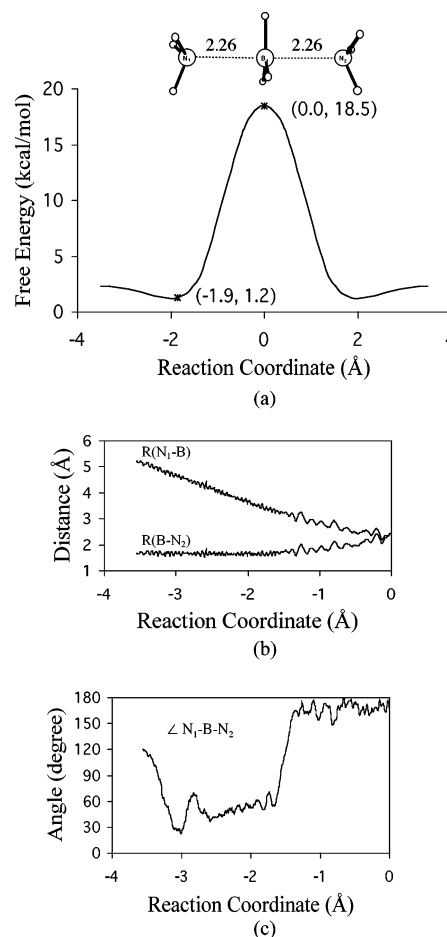 2.26 2.26
N₁ B N₂
20
15
10
5
0
Free Energy (kcal/mol)
(0.0, 18.5)
(-1.9, 1.2)
-4 -2 0 2 4
Reaction Coordinate (Å)
(a)
6
5
4
3
2
1
Distance (Å)
R(N₁-B)
R(B-N₂)
-4 -3 -2 -1 0
Reaction Coordinate (Å)
(b)
180
150
120
90
60
30
0
Angle (degree)
∠ N₁-B-N₂
-4 -3 -2 -1 0
Reaction Coordinate (Å)
(c)